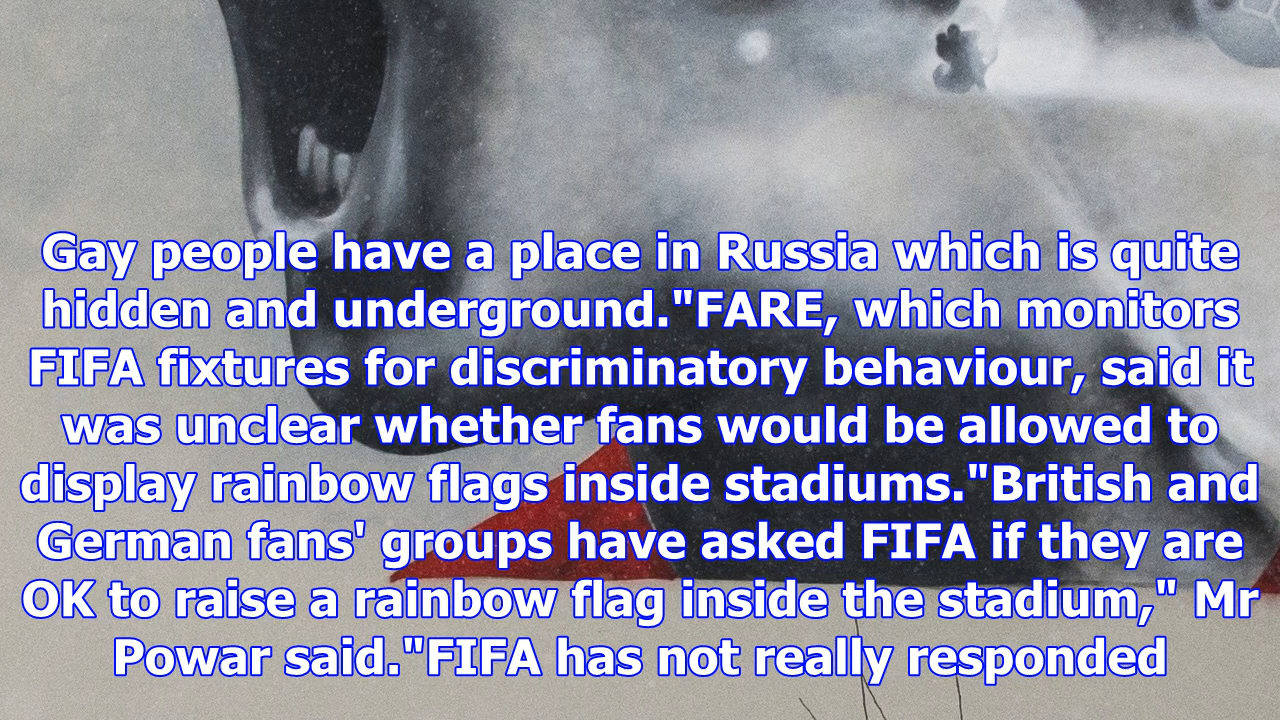 Gay people have a place in Russia which is quite
hidden and underground."FARE, which monitors
FIFA fixtures for discriminatory behaviour, said it
was unclear whether fans would be allowed to
display rainbow flags inside stadiums."British and
German fans' groups have asked FIFA if they are
OK to raise a rainbow flag inside the stadium," Mr
Powar said."FIFA has not really responded